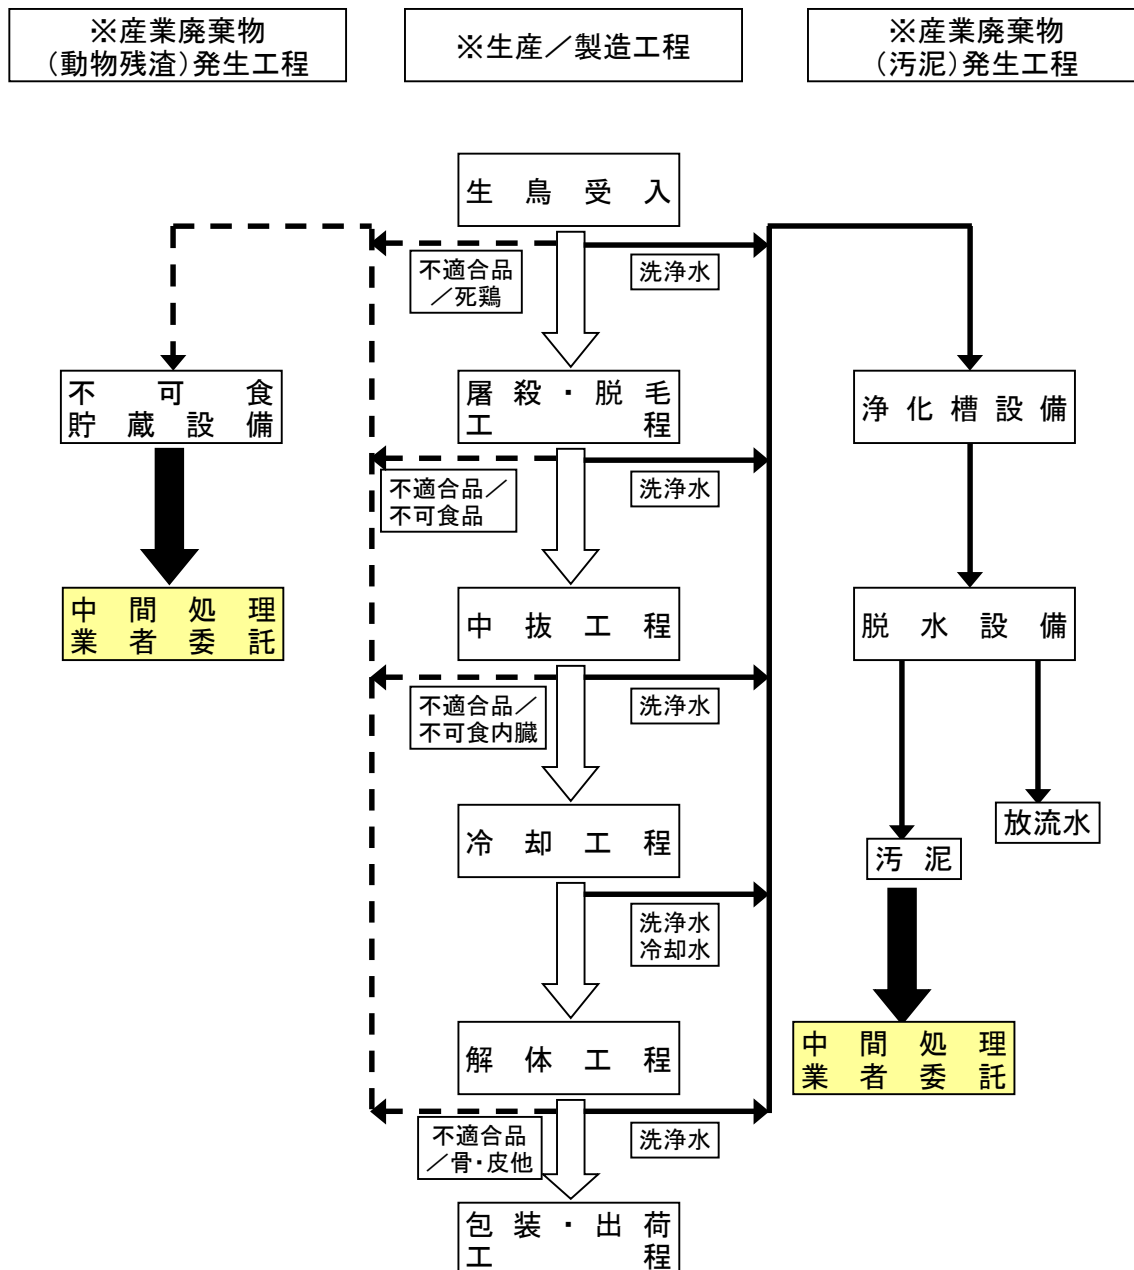 ※産業廃棄物
(動物残渣)発生工程
※生産／製造工程
※産業廃棄物
(汚泥)発生工程
生鳥受入
不適合品
／死鶏
洗浄水
不可食
貯蔵設備
屠殺・脱毛
工程
浄化槽設備
不適合品／
不可食品
洗浄水
中間処理
業者委託
中抜工程
脱水設備
不適合品／
不可食内臓
洗浄水
放流水
冷却工程
汚泥
洗浄水
冷却水
解体工程
中間処理
業者委託
不適合品
／骨・皮他
洗浄水
包装・出荷
工程